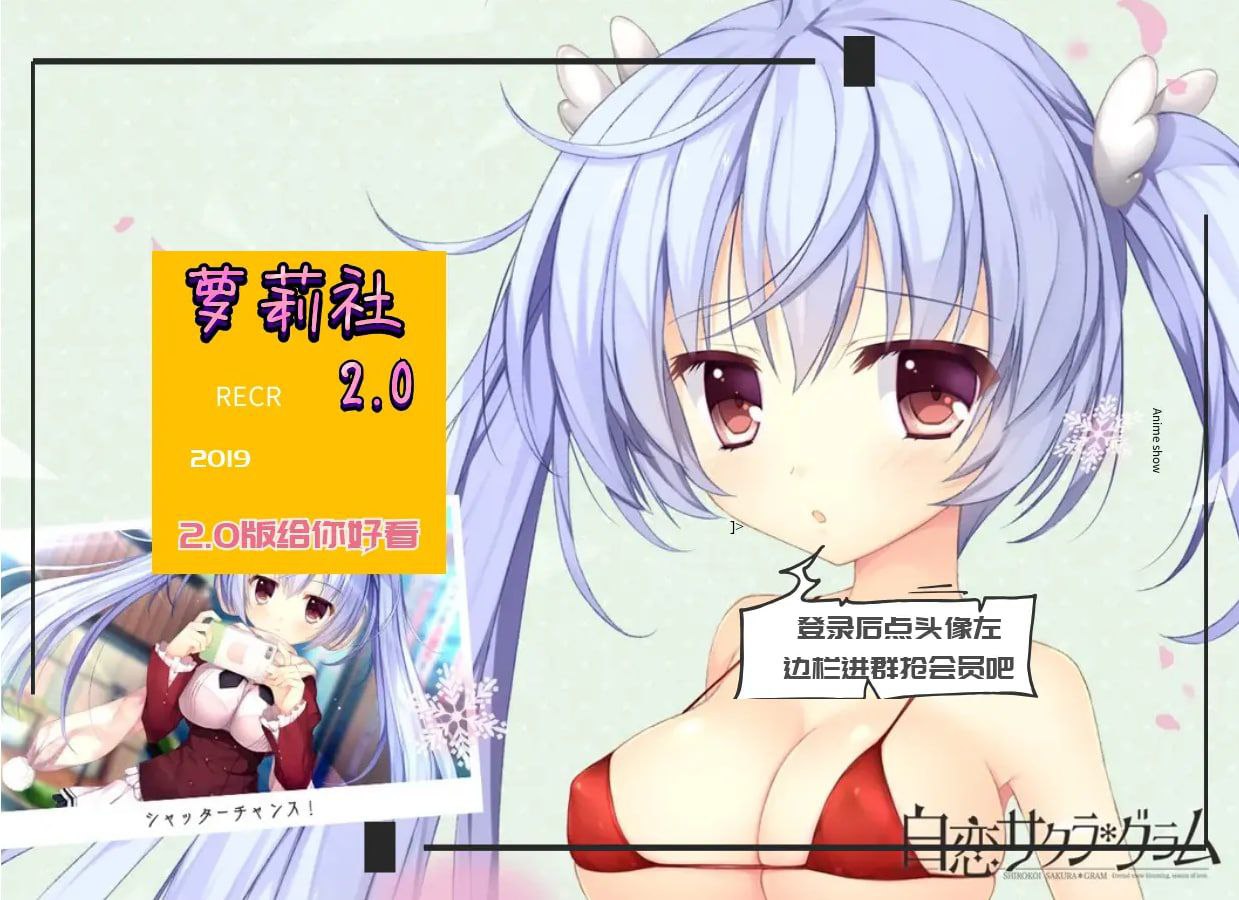 萝莉社
2.0
RECR
2019
2.0版给你好看
Anime show
]>
登录后点头像左
边栏进群抢会员吧
シャッターチャンス!
白恋サクラ*グラム
SHIROKOI SAKURA*GRAM